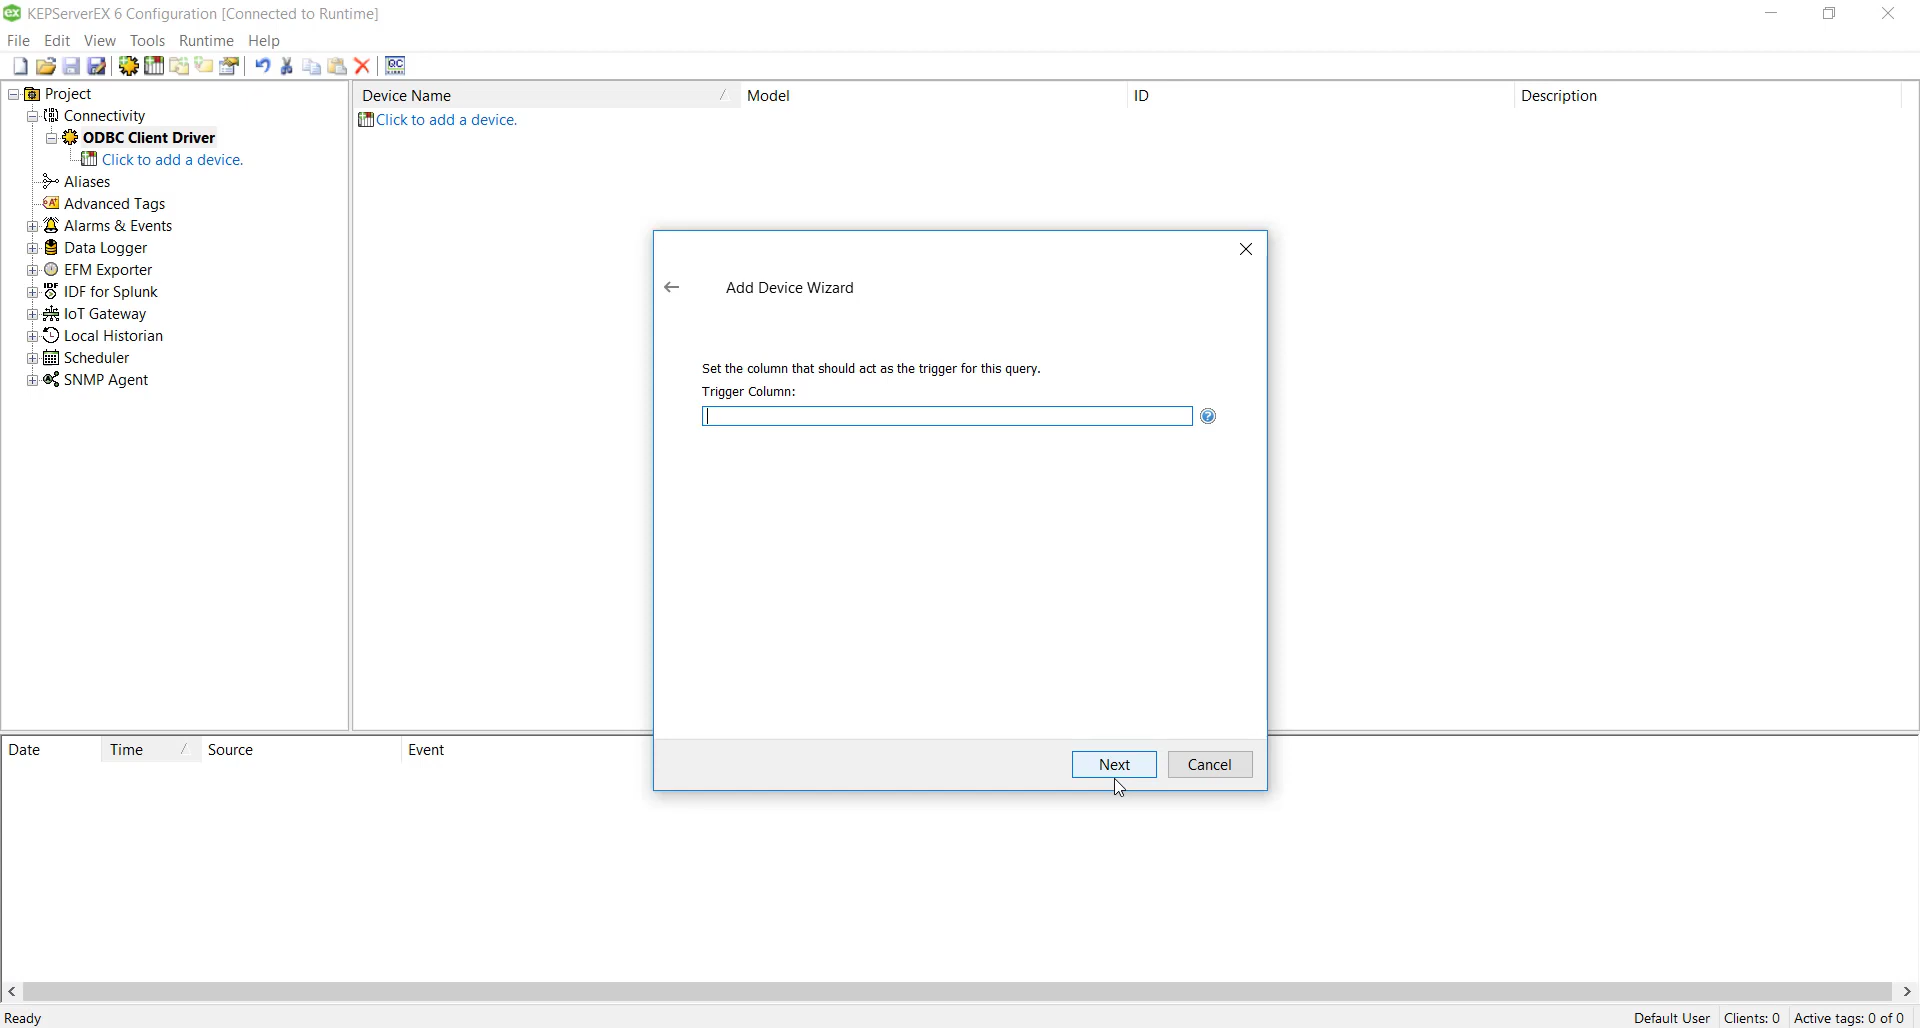 KEPServerEX 6 Configuration [Connected to Runtime]
File Edit View Tools Runtime Help
QC
Project
Connectivity
ODBC Client Driver
Click to add a device.
Aliases
Advanced Tags
Alarms & Events
Data Logger
EFM Exporter
IDF for Splunk
IoT Gateway
Local Historian
Scheduler
SNMP Agent
Device Name Model ID Description
Click to add a device.
Add Device Wizard
Set the column that should act as the trigger for this query.
Trigger Column:
Next Cancel
Date Time Source Event
Ready Default User Clients: 0 Active tags: 0 of 0